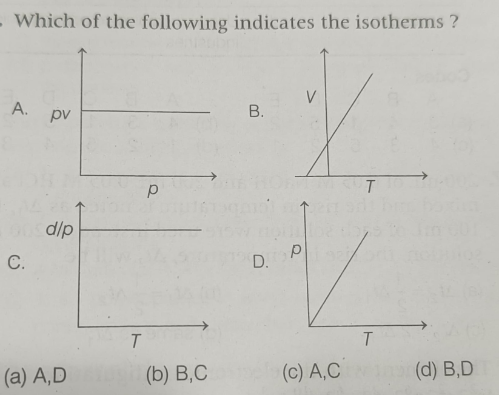 Which of the following indicates the isotherms ?
A. pv p
B. V T
C. d/p T
D. p T
(a) A,D (b) B,C (c) A,C (d) B,D